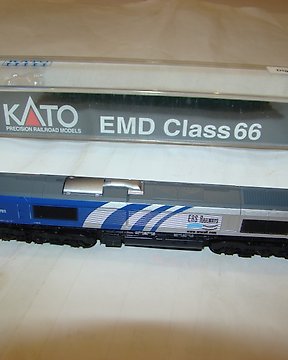 KATO
PRECISION RAILROAD MODELS
EMD Class 66
ERS RAILWAYS